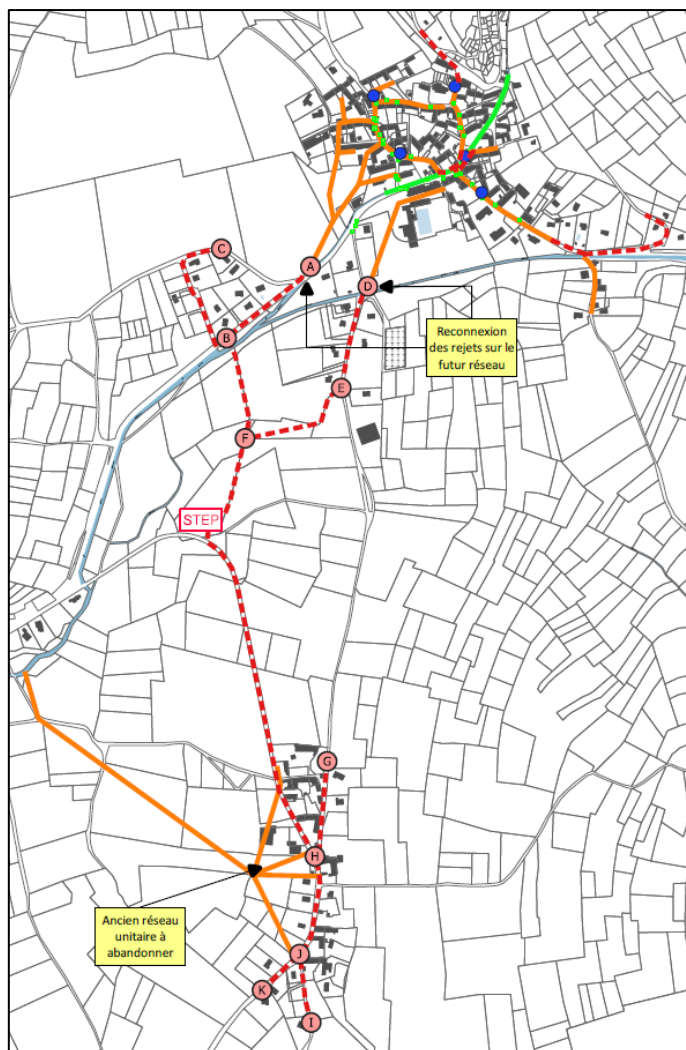 C
A
D
B
Reconnexion
des rejets sur le
futur réseau
E
F
STEP
G
H
Ancien réseau
unitaire à
abandonner
J
K
I